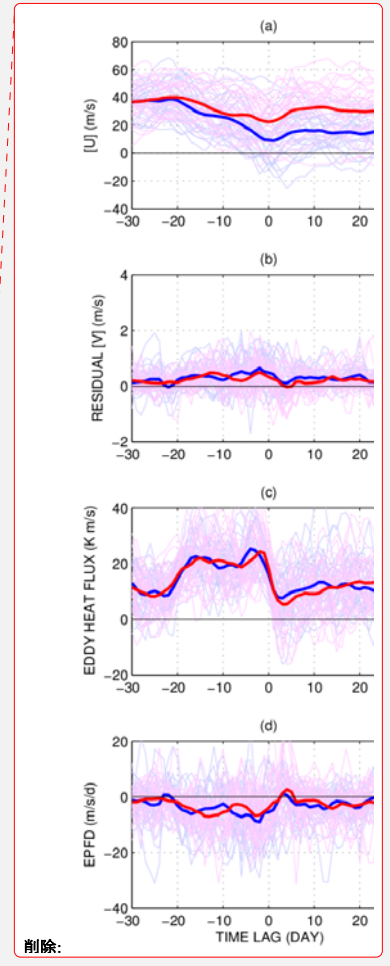 (a)
80
60
40
20
0
−20
−40
[U] (m/s)
−30 −20 −10 0 10 20
(b)
4
2
0
−2
RESIDUAL [V] (m/s)
−30 −20 −10 0 10 20
(c)
40
20
0
−20
EDDY HEAT FLUX (K m/s)
−30 −20 −10 0 10 20
(d)
20
0
−20
−40
EPFD (m/s/d)
−30 −20 −10 0 10 20
TIME LAG (DAY)
削除: